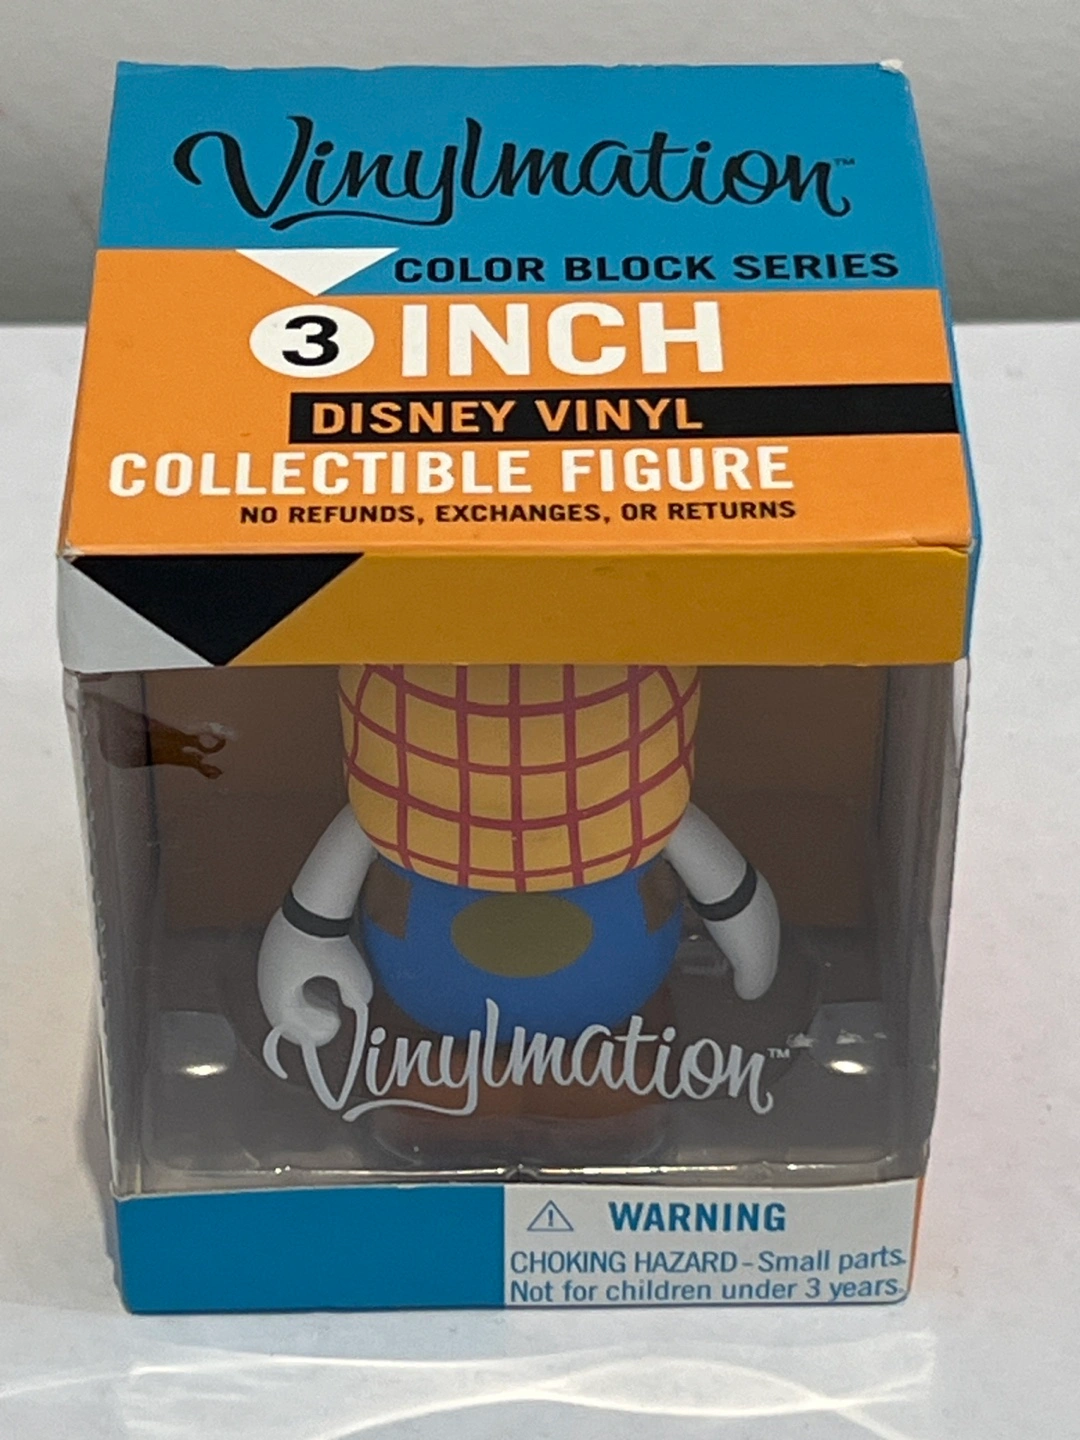 Vinylmation™
COLOR BLOCK SERIES
3 INCH
DISNEY VINYL
COLLECTIBLE FIGURE
NO REFUNDS, EXCHANGES, OR RETURNS
Vinylmation™
⚠ WARNING
CHOKING HAZARD - Small parts.
Not for children under 3 years.